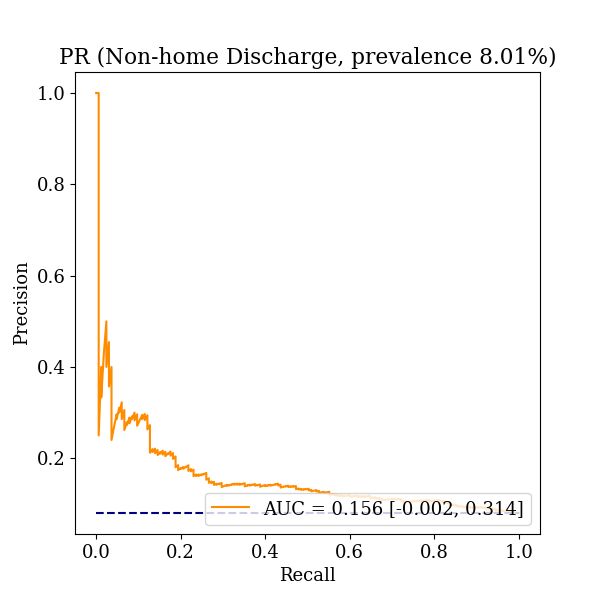 PR (Non-home Discharge, prevalence 8.01%)
1.0
0.8
0.6
0.4
0.2
Precision
AUC = 0.156 [-0.002, 0.314]
0.0 0.2 0.4 0.6 0.8 1.0
Recall